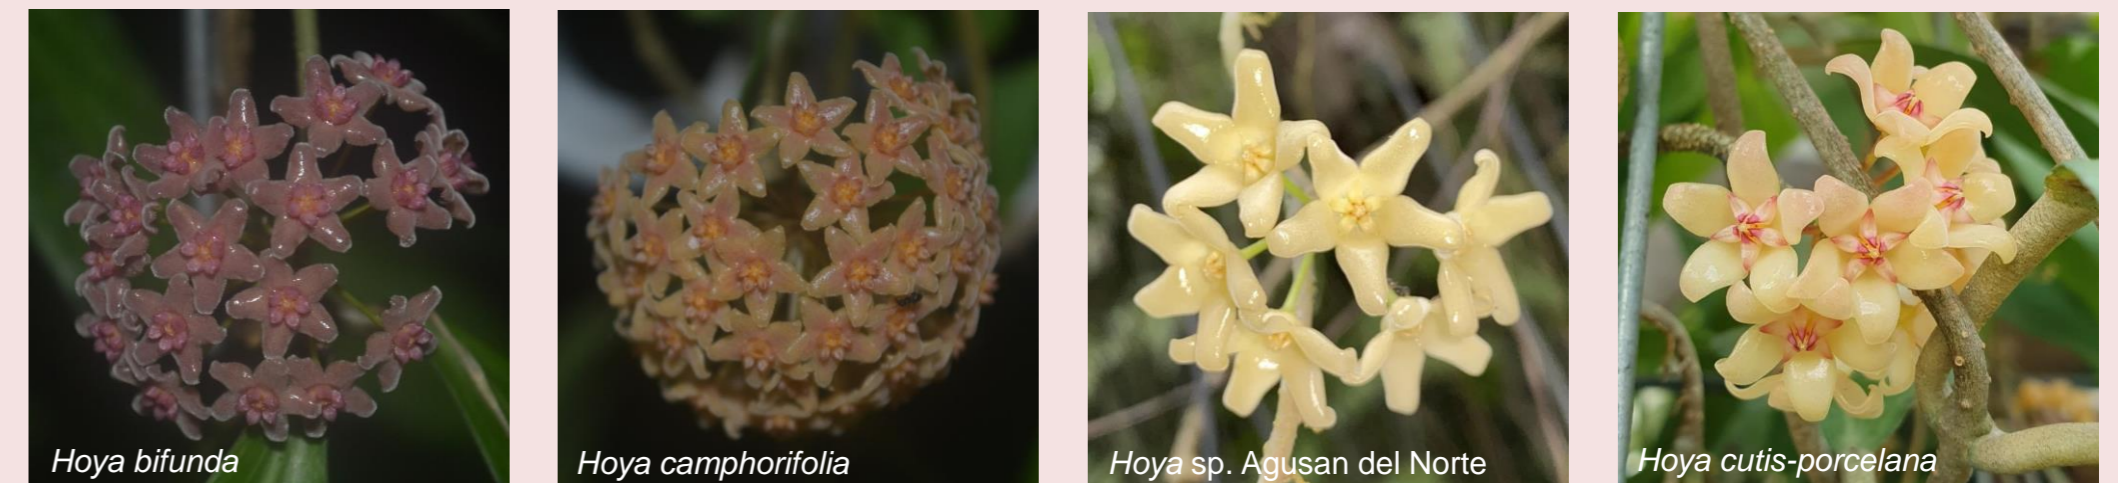 Hoya bifunda
Hoya camphorifolia
Hoya sp. Agusan del Norte
Hoya cutis-porcelana